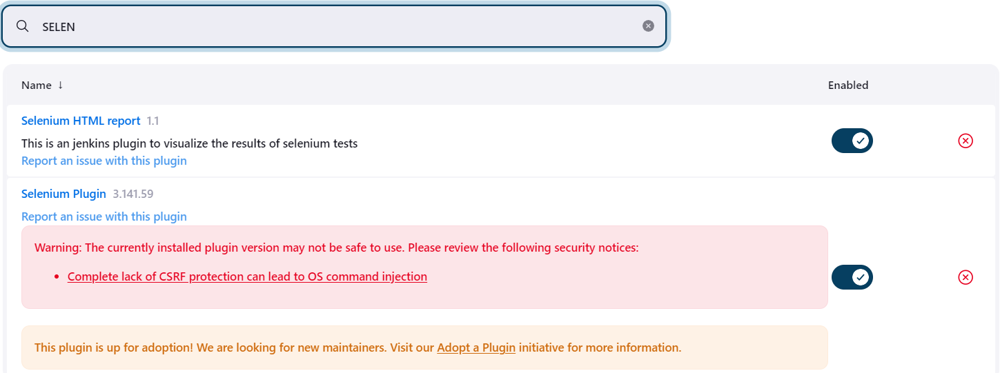 SELEN
Name ↓ Enabled
Selenium HTML report 1.1
This is an jenkins plugin to visualize the results of selenium tests
Report an issue with this plugin
Selenium Plugin 3.141.59
Report an issue with this plugin
Warning: The currently installed plugin version may not be safe to use. Please review the following security notices:
• Complete lack of CSRF protection can lead to OS command injection
This plugin is up for adoption! We are looking for new maintainers. Visit our Adopt a Plugin initiative for more information.